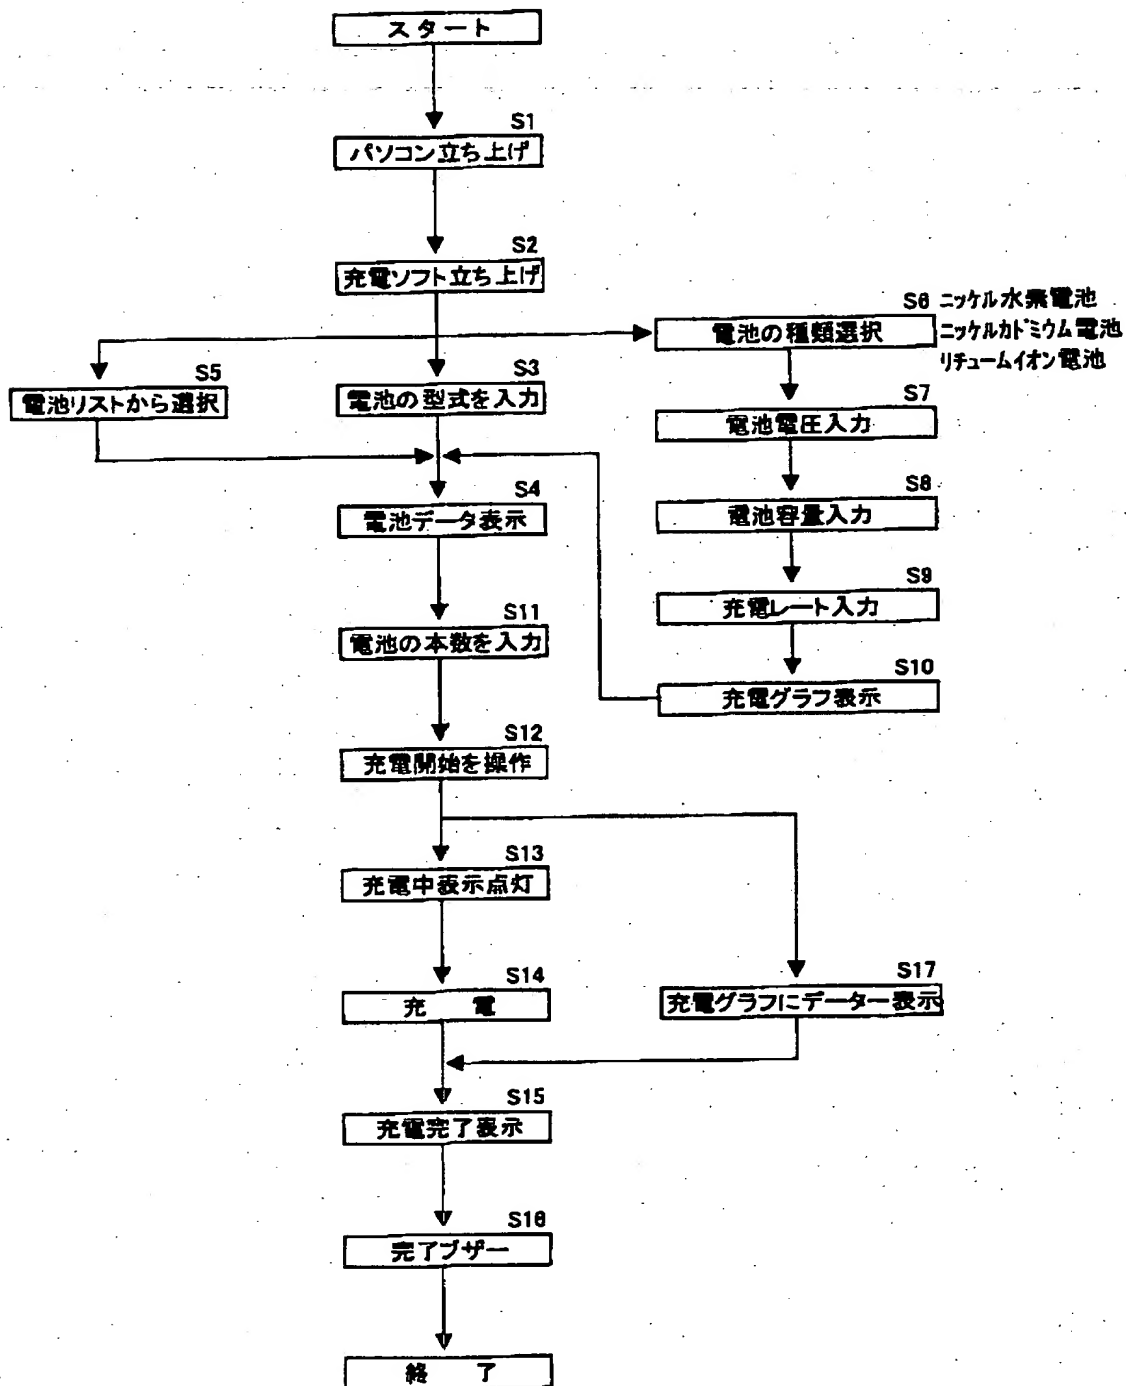 スタート
S1
パソコン立ち上げ
S2
充電ソフト立ち上げ
S6 ニッケル水素電池
電池の種類選択
ニッケルカドミウム電池
リチュームイオン電池
S5
電池リストから選択
S3
電池の型式を入力
S7
電池電圧入力
S4
電池データ表示
S8
電池容量入力
S9
充電レート入力
S11
電池の本数を入力
S10
充電グラフ表示
S12
充電開始を操作
S13
充電中表示点灯
S14
充　電
S17
充電グラフにデーター表示
S15
充電完了表示
S16
完了ブザー
終　了